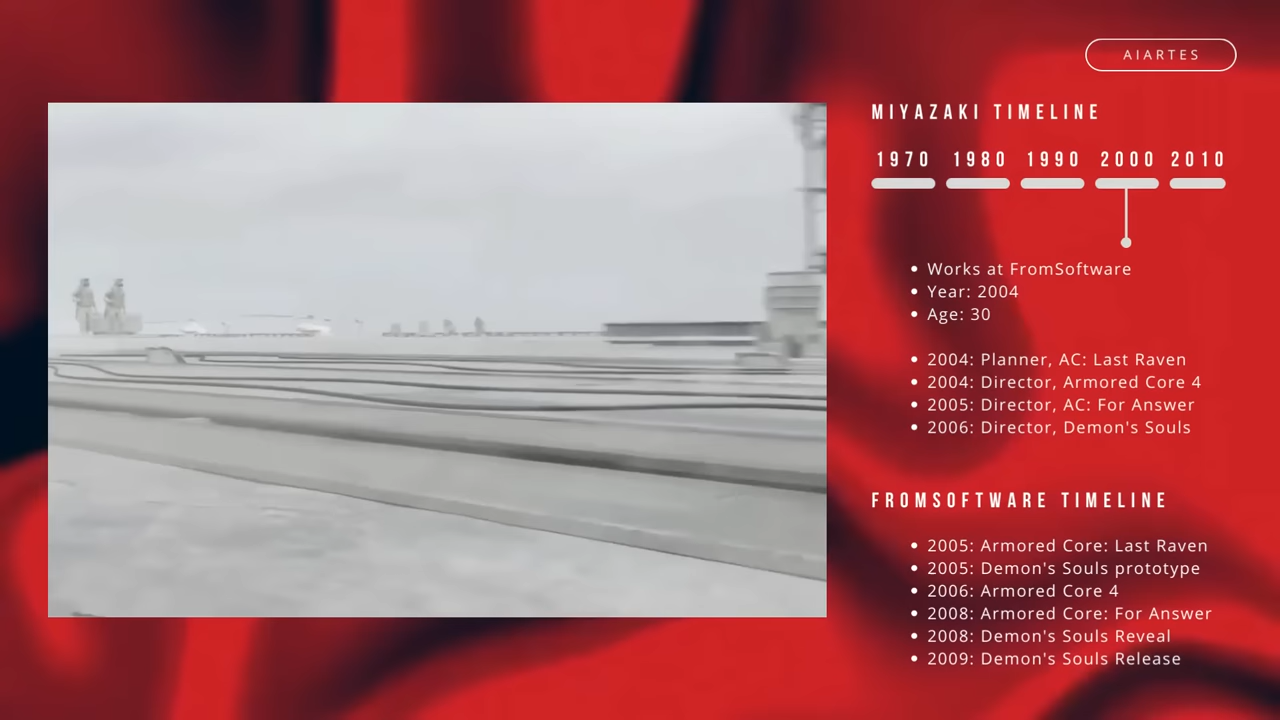 AIARTES
MIYAZAKI TIMELINE
1970 1980 1990 2000 2010
Works at FromSoftware
Year: 2004
Age: 30
2004: Planner, AC: Last Raven
2004: Director, Armored Core 4
2005: Director, AC: For Answer
2006: Director, Demon's Souls
FROMSOFTWARE TIMELINE
2005: Armored Core: Last Raven
2005: Demon's Souls prototype
2006: Armored Core 4
2008: Armored Core: For Answer
2008: Demon's Souls Reveal
2009: Demon's Souls Release